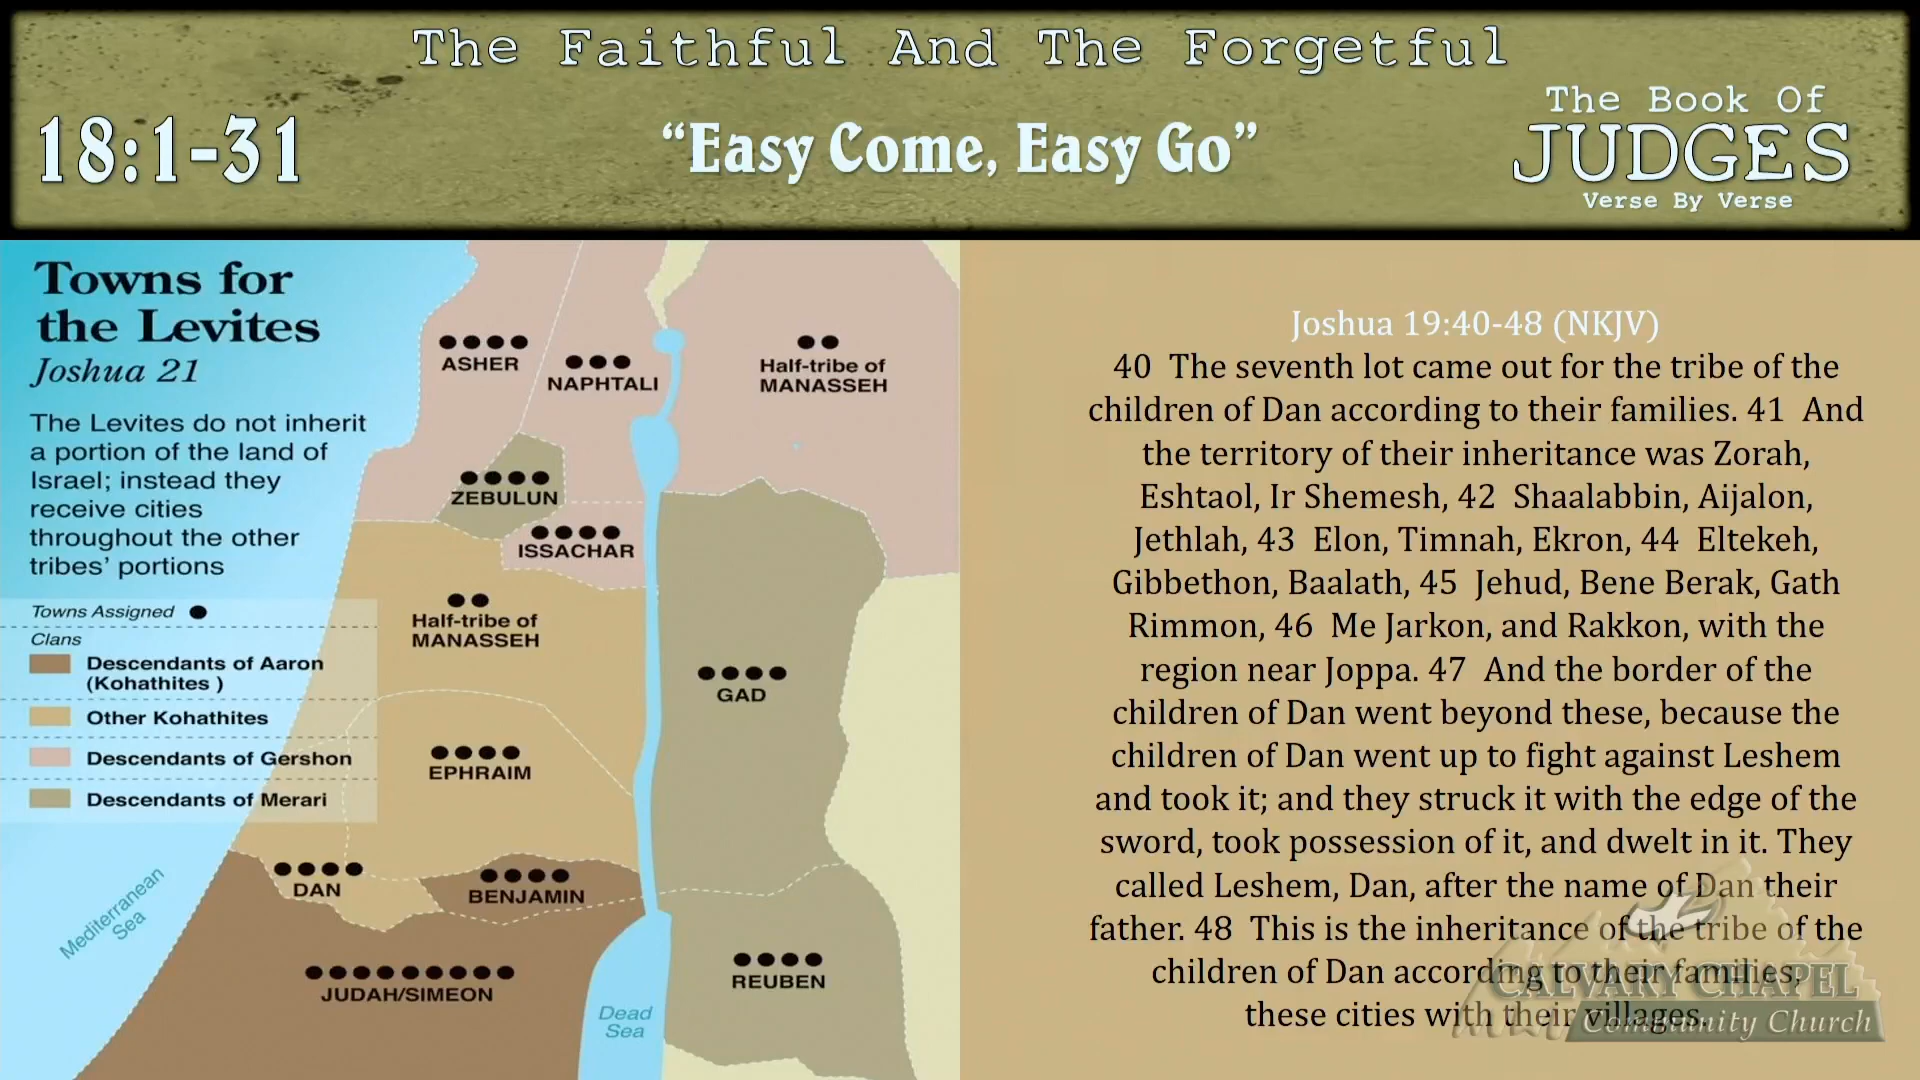 The Faithful And The Forgetful
18:1-31
“Easy Come, Easy Go”
The Book Of
JUDGES
Verse By Verse
Towns for
the Levites
Joshua 21
The Levites do not inherit
a portion of the land of
Israel; instead they
receive cities
throughout the other
tribes’ portions
Towns Assigned
Clans
Descendants of Aaron
(Kohathites )
Other Kohathites
Descendants of Gershon
Descendants of Merari
ASHER
NAPHTALI
Half-tribe of
MANASSEH
ZEBULUN
ISSACHAR
Half-tribe of
MANASSEH
GAD
EPHRAIM
DAN
BENJAMIN
JUDAH/SIMEON
REUBEN
Mediterranean
Sea
Dead
Sea
Joshua 19:40-48 (NKJV)
40  The seventh lot came out for the tribe of the
children of Dan according to their families. 41  And
the territory of their inheritance was Zorah,
Eshtaol, Ir Shemesh, 42  Shaalabbin, Aijalon,
Jethlah, 43  Elon, Timnah, Ekron, 44  Eltekeh,
Gibbethon, Baalath, 45  Jehud, Bene Berak, Gath
Rimmon, 46  Me Jarkon, and Rakkon, with the
region near Joppa. 47  And the border of the
children of Dan went beyond these, because the
children of Dan went up to fight against Leshem
and took it; and they struck it with the edge of the
sword, took possession of it, and dwelt in it. They
called Leshem, Dan, after the name of Dan their
father. 48  This is the inheritance of the tribe of the
children of Dan according to their families,
these cities with their villages.
CALVARY CHAPEL
Community Church